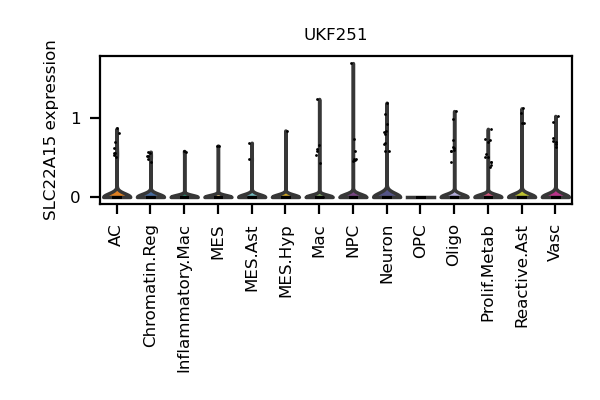 UKF251
SLC22A15 expression
1
0
AC
Chromatin.Reg
Inflammatory.Mac
MES
MES.Ast
MES.Hyp
Mac
NPC
Neuron
OPC
Oligo
Prolif.Metab
Reactive.Ast
Vasc